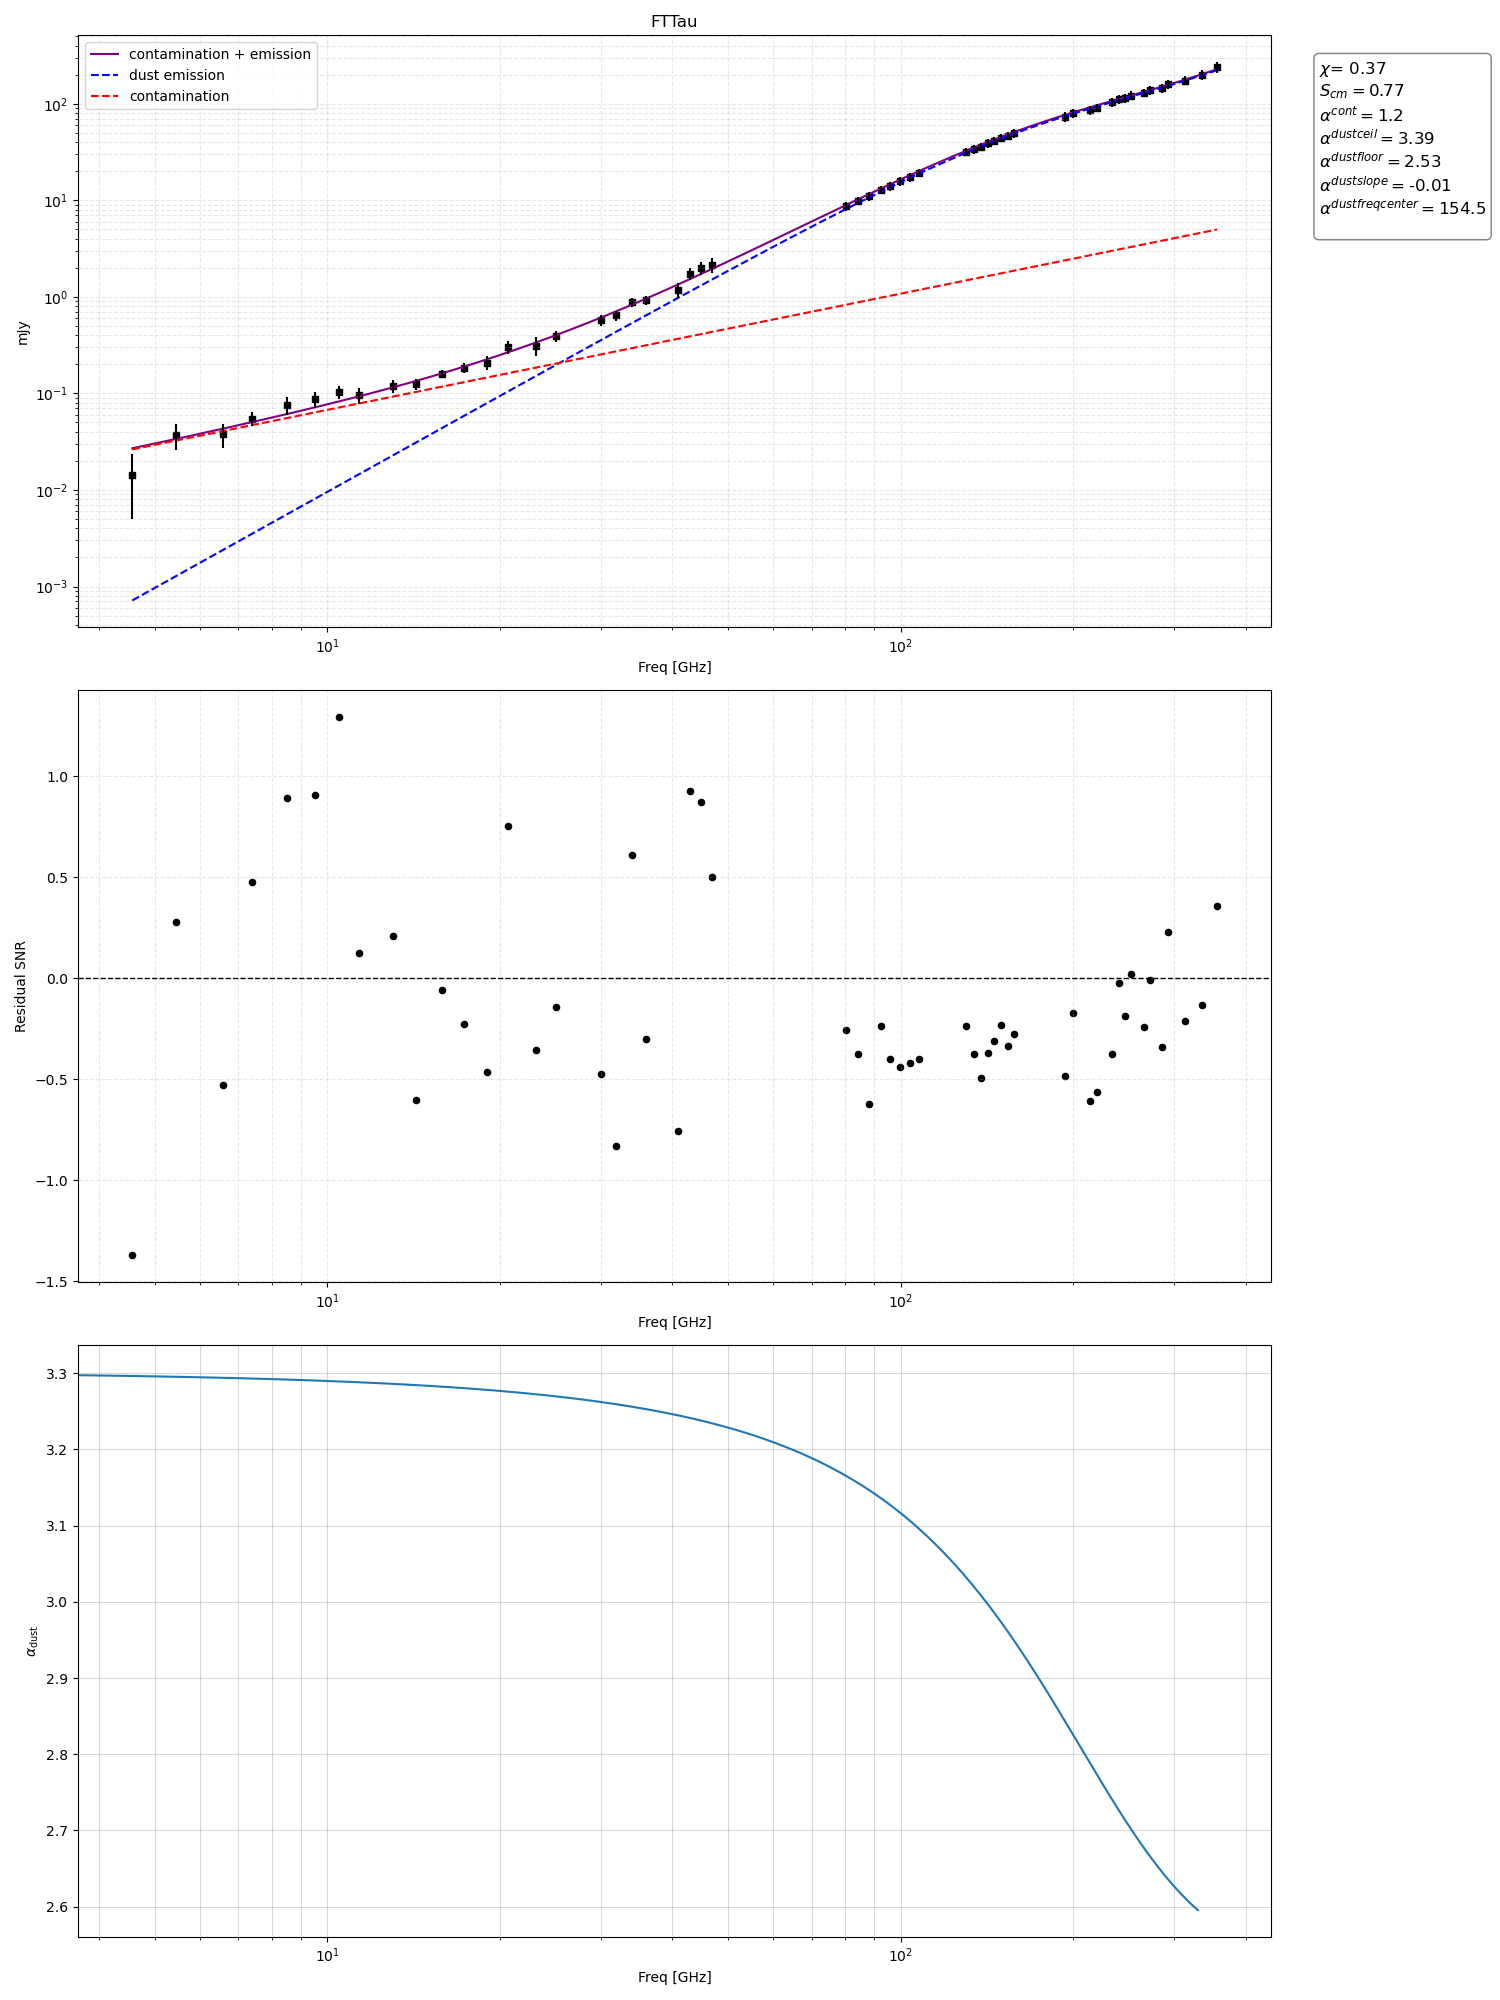 FTTau
contamination + emission
dust emission
contamination
χ= 0.37
S_cm = 0.77
α^cont = 1.2
α^dustceil = 3.39
α^dustfloor = 2.53
α^dustslope = -0.01
α^dustfreqcenter = 154.5
10^2
10^1
10^0
10^−1
10^−2
10^−3
mJy
10^1
10^2
Freq [GHz]
1.0
0.5
0.0
−0.5
−1.0
−1.5
Residual SNR
10^1
10^2
Freq [GHz]
3.3
3.2
3.1
3.0
2.9
2.8
2.7
2.6
α_dust
10^1
10^2
Freq [GHz]